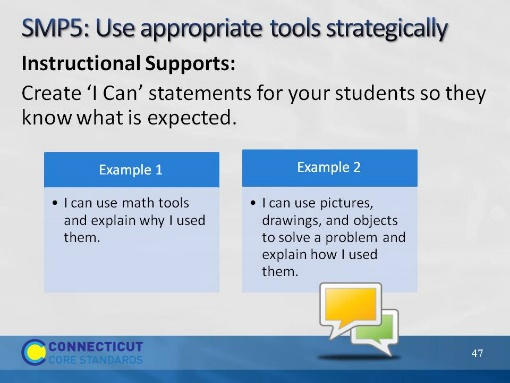 SMP5: Use appropriate tools strategically
Instructional Supports:
Create ‘I Can’ statements for your students so they
know what is expected.
Example 1
• I can use math tools
and explain why I used
them.
Example 2
• I can use pictures,
drawings, and objects
to solve a problem and
explain how I used
them.
CONNECTICUT
CORE STANDARDS
47